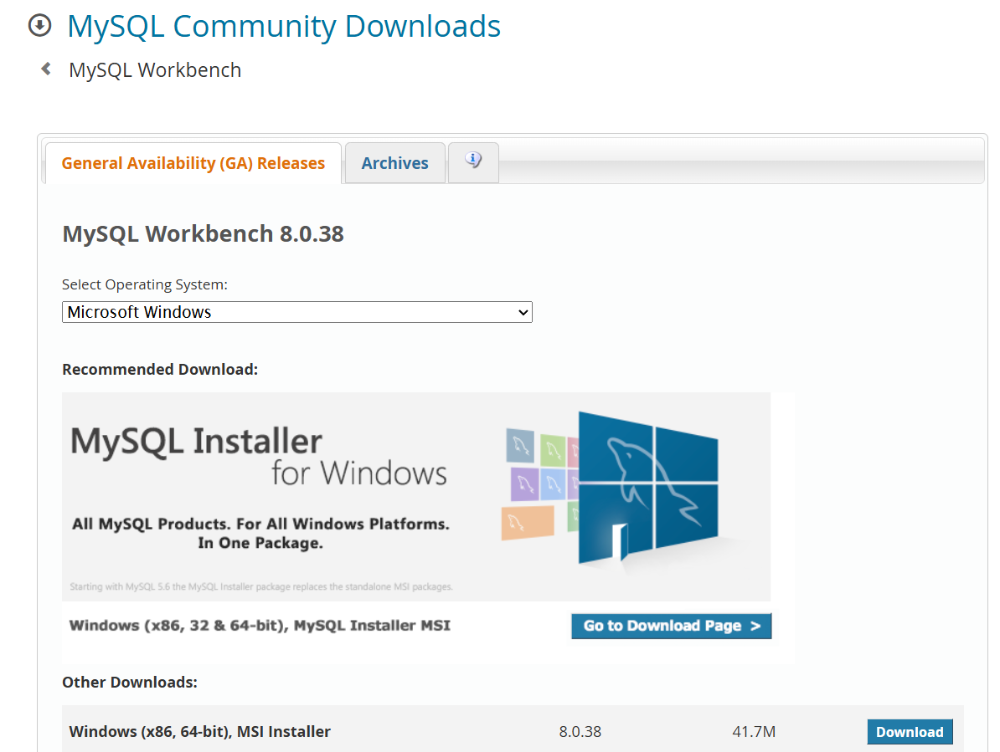 MySQL Community Downloads
MySQL Workbench
General Availability (GA) Releases
Archives
MySQL Workbench 8.0.38
Select Operating System:
Microsoft Windows
Recommended Download:
MySQL Installer
for Windows
All MySQL Products. For All Windows Platforms.
In One Package.
Starting with MySQL 5.6 the MySQL Installer package replaces the standalone MSI packages.
Windows (x86, 32 & 64-bit), MySQL Installer MSI
Go to Download Page >
Other Downloads:
Windows (x86, 64-bit), MSI Installer 8.0.38 41.7M Download